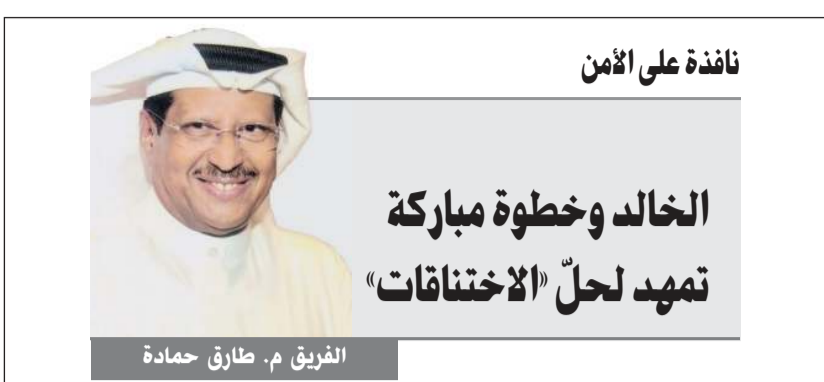 نافذة على الأمن
الخالد وخطوة مباركة
تمهد لحلّ «الاختناقات»
الفريق م. طارق حمادة